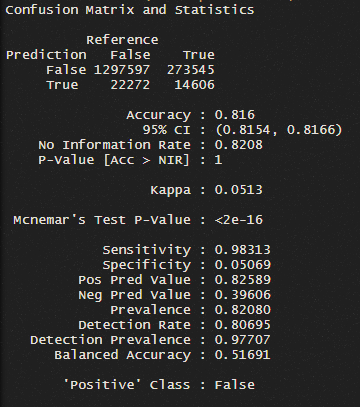 Confusion Matrix and Statistics
Reference
Prediction False True
False 1297597 273545
True 22272 14606
Accuracy : 0.816
95% CI : (0.8154, 0.8166)
No Information Rate : 0.8208
P-Value [Acc > NIR] : 1
Kappa : 0.0513
Mcnemar's Test P-Value : <2e-16
Sensitivity : 0.98313
Specificity : 0.05069
Pos Pred Value : 0.82589
Neg Pred Value : 0.39606
Prevalence : 0.82080
Detection Rate : 0.80695
Detection Prevalence : 0.97707
Balanced Accuracy : 0.51691
'Positive' Class : False